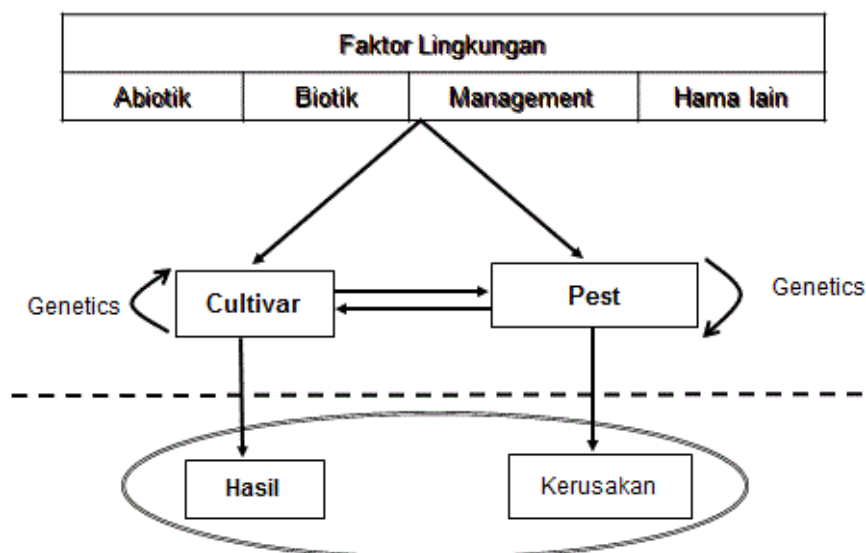 Faktor Lingkungan
Abiotik Biotik Management Hama lain
Genetics Cultivar Pest Genetics
Hasil Kerusakan